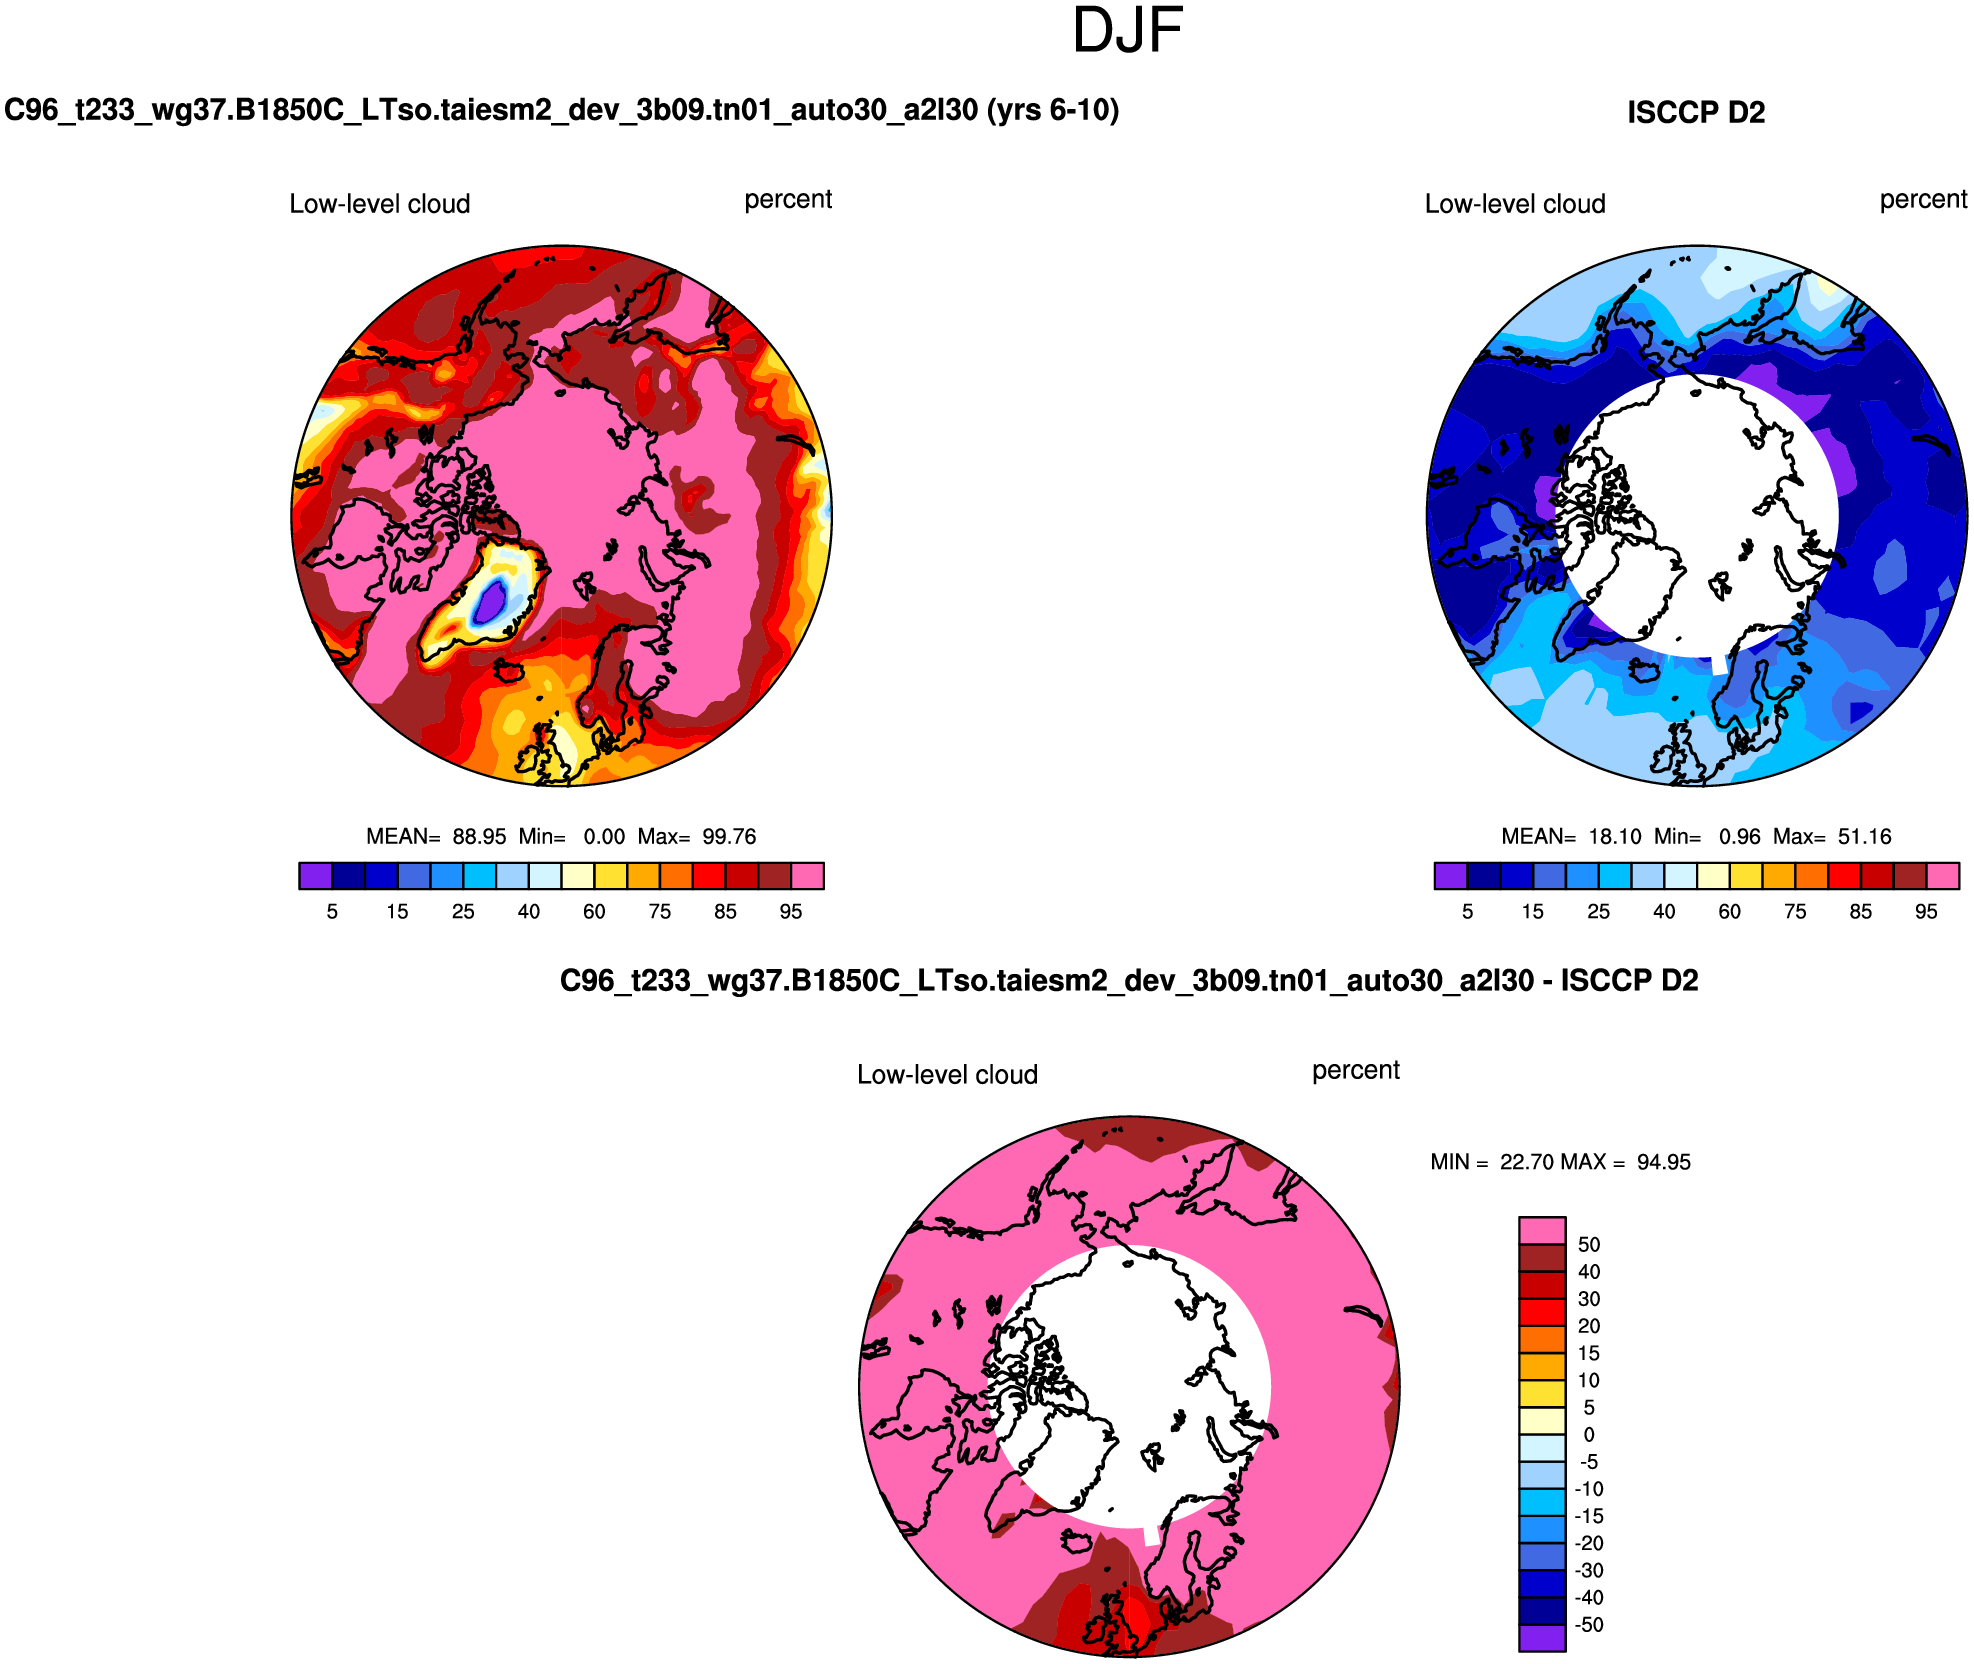 DJF
C96_t233_wg37.B1850C_LTso.taiesm2_dev_3b09.tn01_auto30_a2l30 (yrs 6-10)
ISCCP D2
Low-level cloud percent
Low-level cloud percent
MEAN= 88.95 Min= 0.00 Max= 99.76
MEAN= 18.10 Min= 0.96 Max= 51.16
5 15 25 40 60 75 85 95
5 15 25 40 60 75 85 95
C96_t233_wg37.B1850C_LTso.taiesm2_dev_3b09.tn01_auto30_a2l30 - ISCCP D2
Low-level cloud percent
MIN = 22.70 MAX = 94.95
50
40
30
20
15
10
5
0
-5
-10
-15
-20
-30
-40
-50